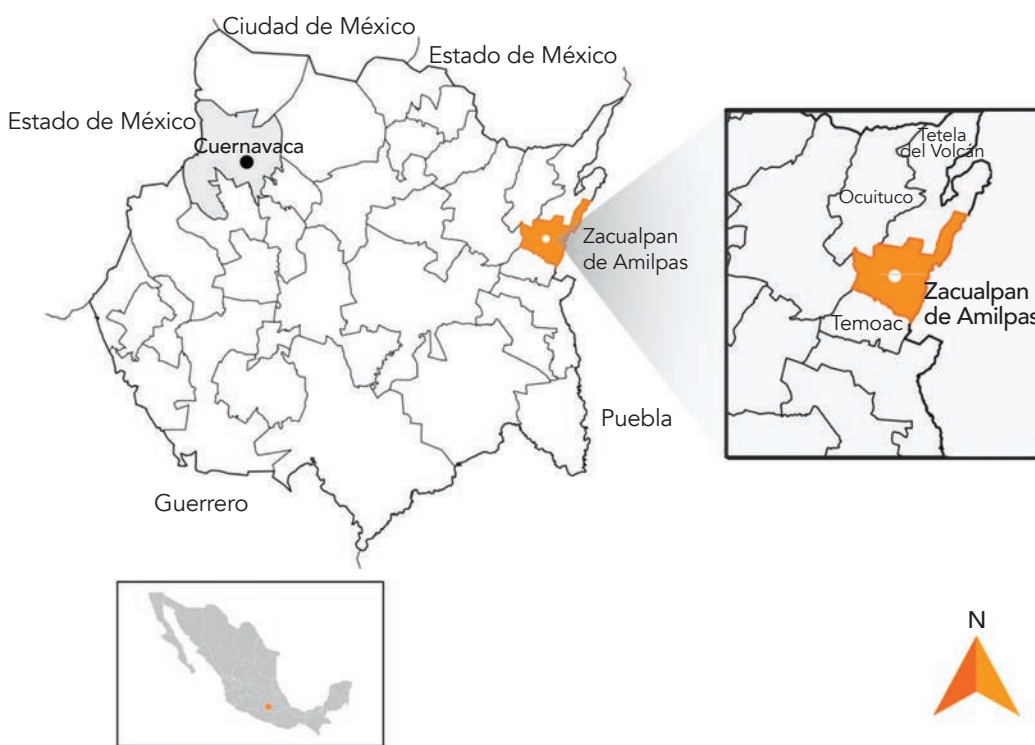 Ciudad de México
Estado de México
Estado de México
Cuernavaca
Zacualpan
de Amilpas
Puebla
Guerrero
Tetela
del Volcán
Ocuituco
Zacualpan
de Amilpas
Temoac
N